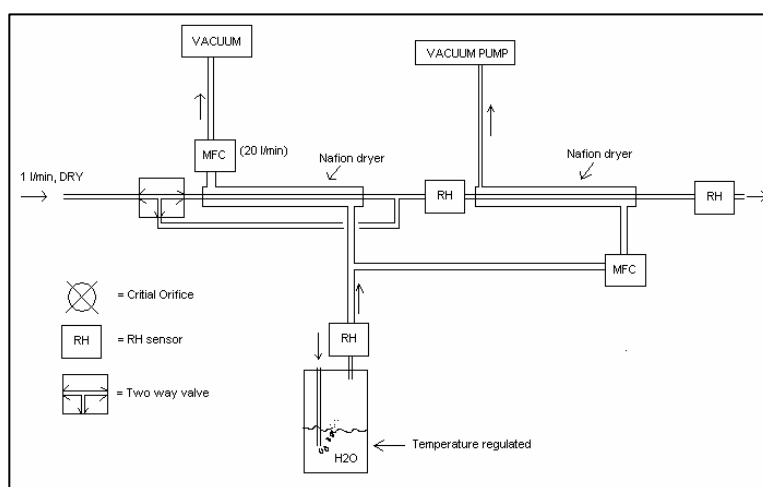 VACUUM
VACUUM PUMP
MFC
(20 l/min)
Nafion dryer
Nafion dryer
1 l/min, DRY
RH
RH
MFC
= Critial Orifice
RH
= RH sensor
RH
= Two way valve
Temperature regulated
H2O